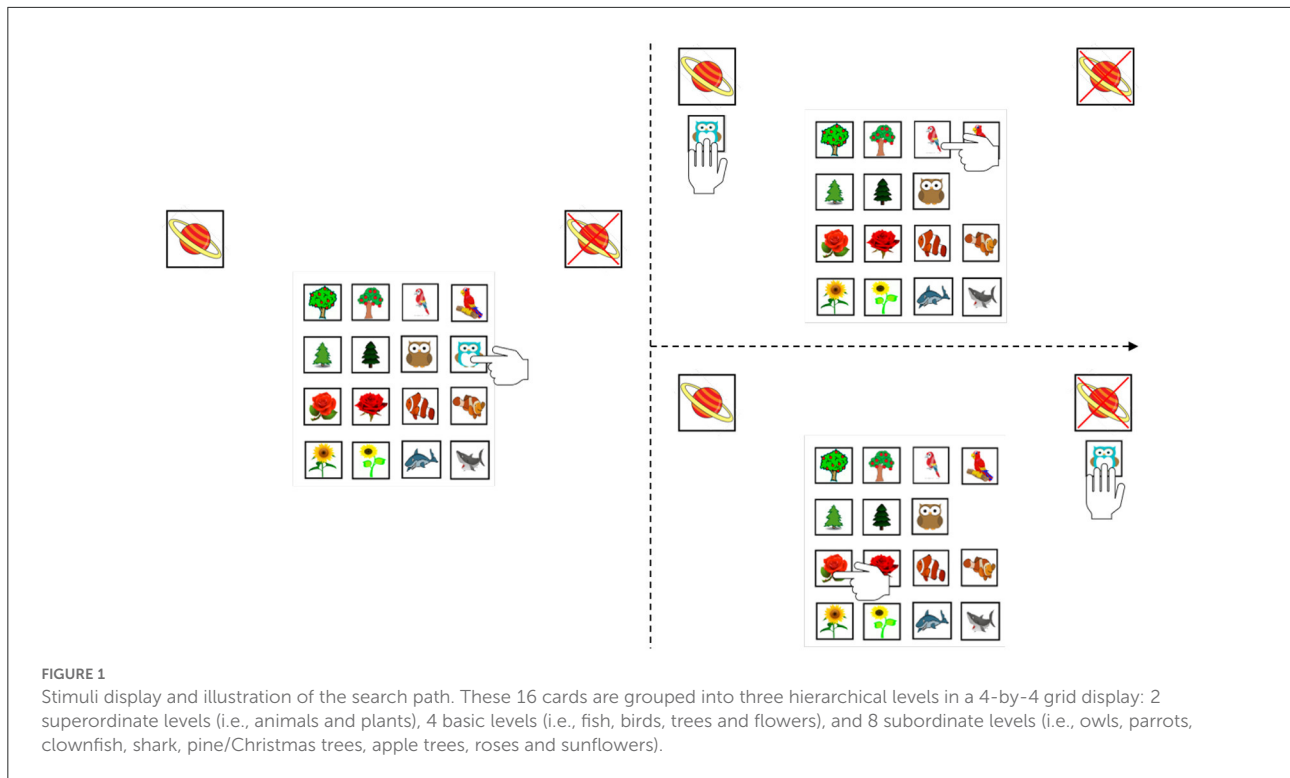 FIGURE 1
Stimuli display and illustration of the search path. These 16 cards are grouped into three hierarchical levels in a 4-by-4 grid display: 2
superordinate levels (i.e., animals and plants), 4 basic levels (i.e., fish, birds, trees and flowers), and 8 subordinate levels (i.e., owls, parrots,
clownfish, shark, pine/Christmas trees, apple trees, roses and sunflowers).